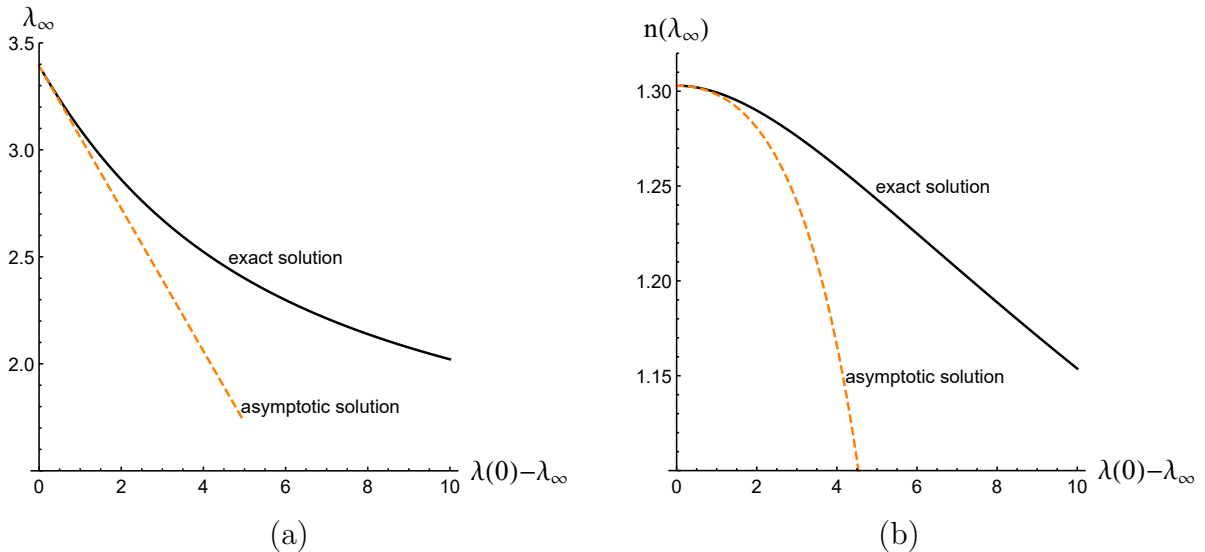 λ∞
3.5
3.0
2.5
2.0
exact solution
asymptotic solution
0 2 4 6 8 10
λ(0)−λ∞
(a)
n(λ∞)
1.30
1.25
1.20
1.15
exact solution
asymptotic solution
0 2 4 6 8 10
λ(0)−λ∞
(b)